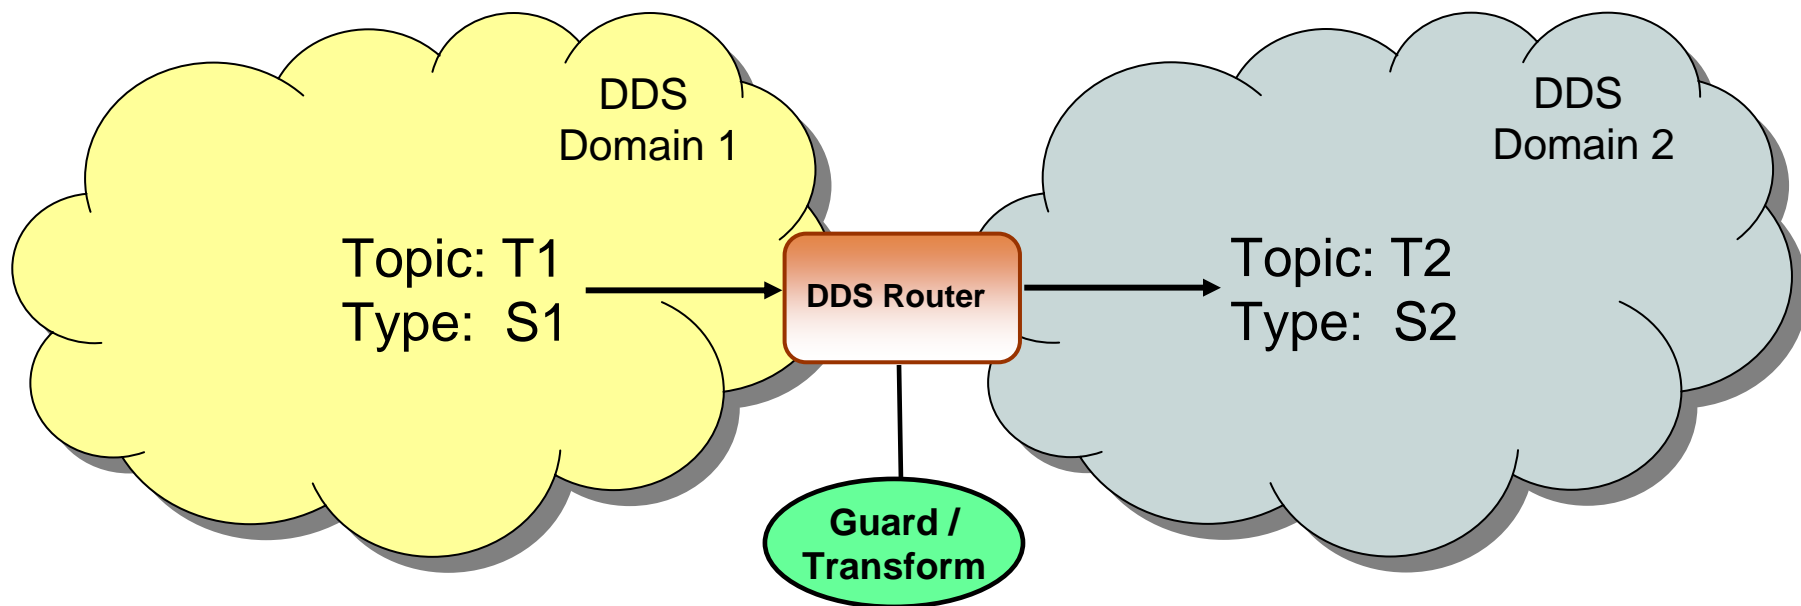 DDS
Domain 1
Topic: T1
Type: S1
DDS Router
Guard /
Transform
DDS
Domain 2
Topic: T2
Type: S2